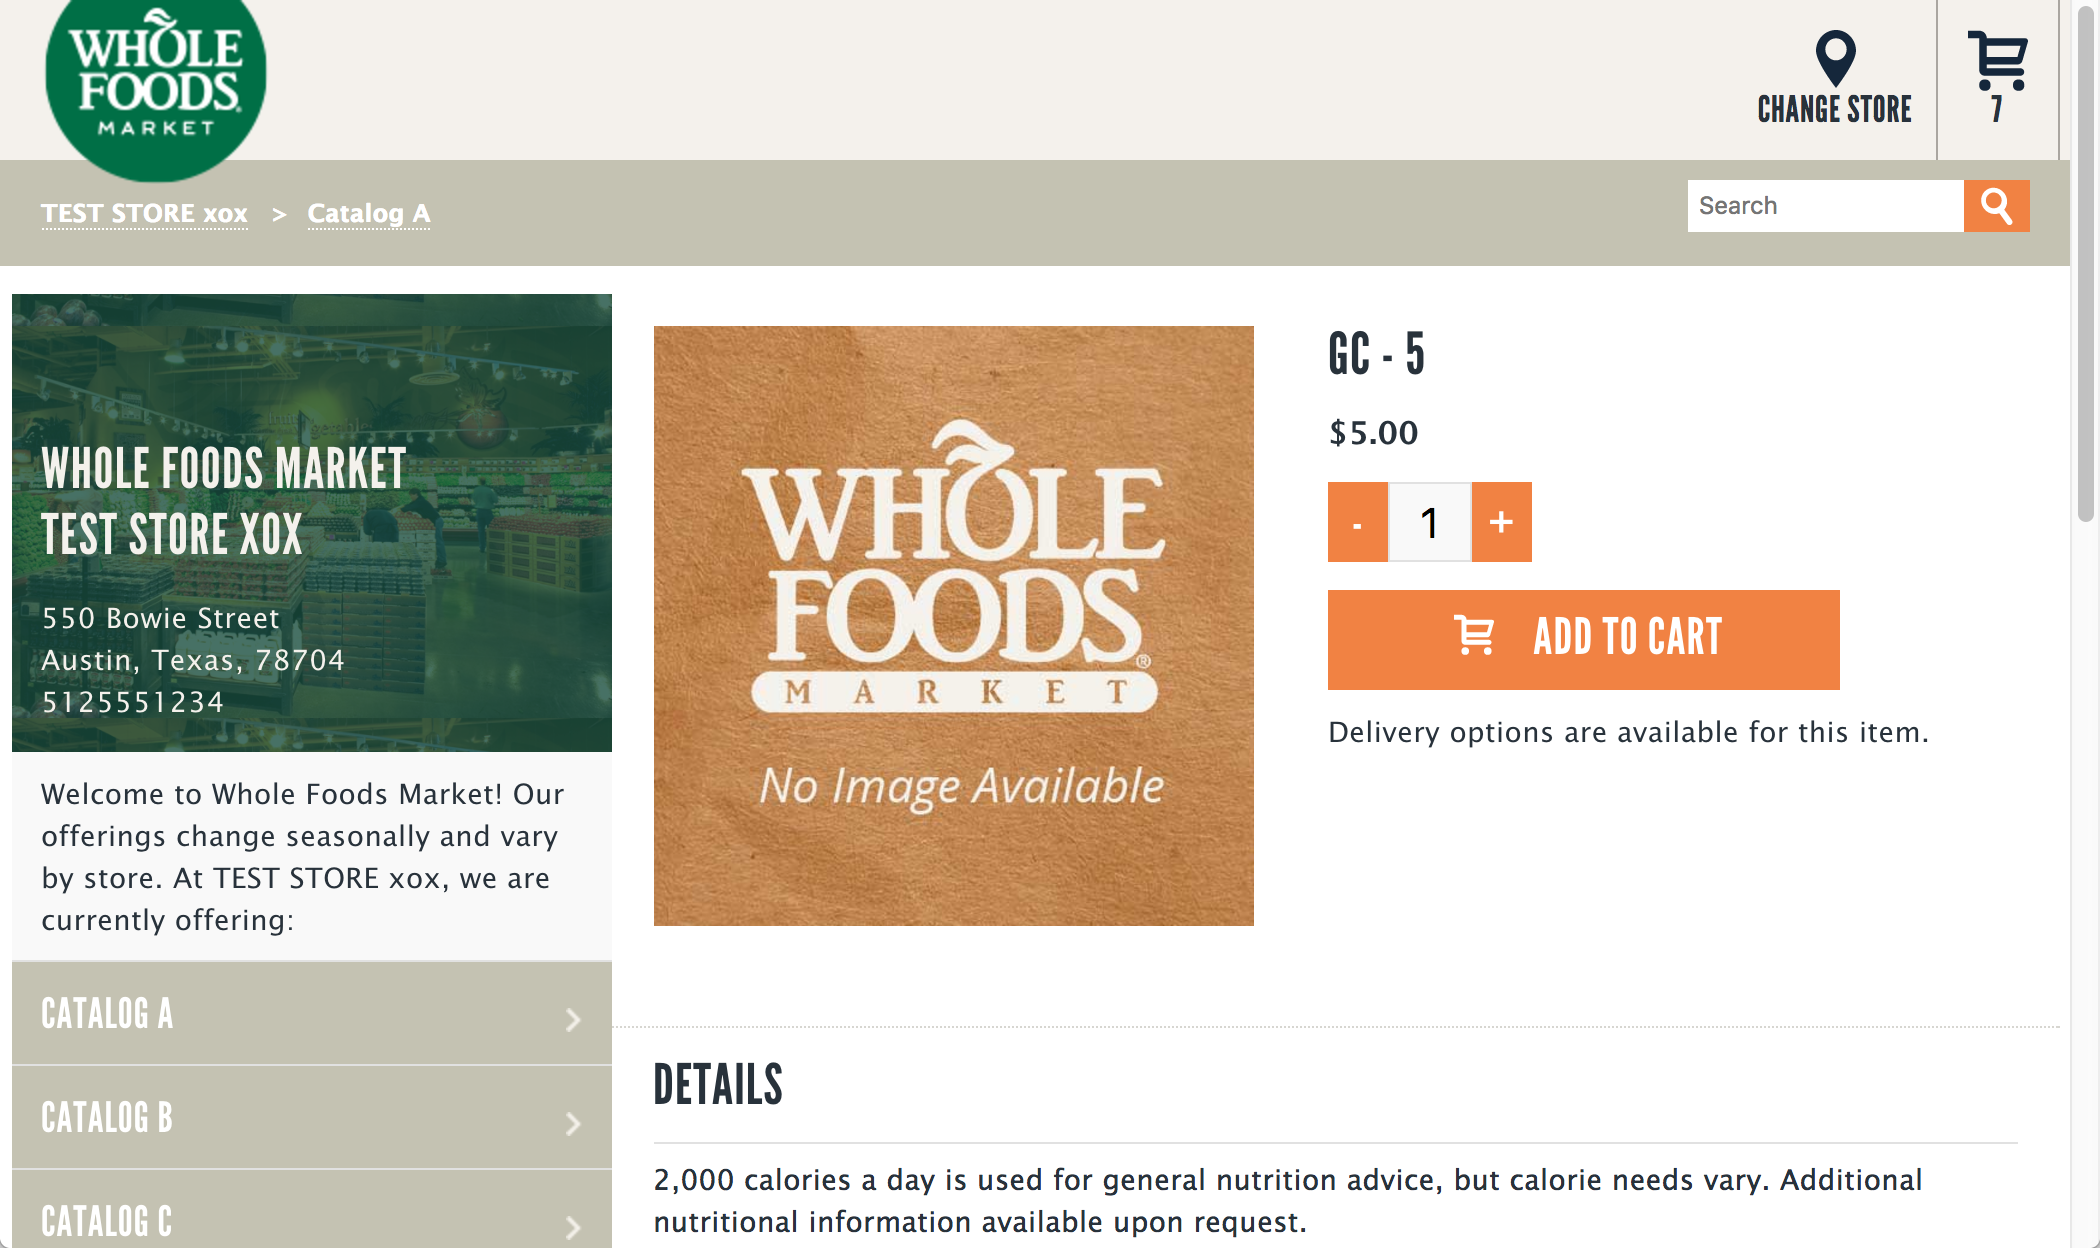 WHOLE
FOODS
MARKET
CHANGE STORE
7
TEST STORE xox > Catalog A
Search
WHOLE FOODS MARKET
TEST STORE XOX
550 Bowie Street
Austin, Texas, 78704
5125551234
Welcome to Whole Foods Market! Our
offerings change seasonally and vary
by store. At TEST STORE xox, we are
currently offering:
CATALOG A
CATALOG B
CATALOG C
WHOLE
FOODS®
MARKET
No Image Available
GC - 5
$5.00
- 1 +
ADD TO CART
Delivery options are available for this item.
DETAILS
2,000 calories a day is used for general nutrition advice, but calorie needs vary. Additional
nutritional information available upon request.